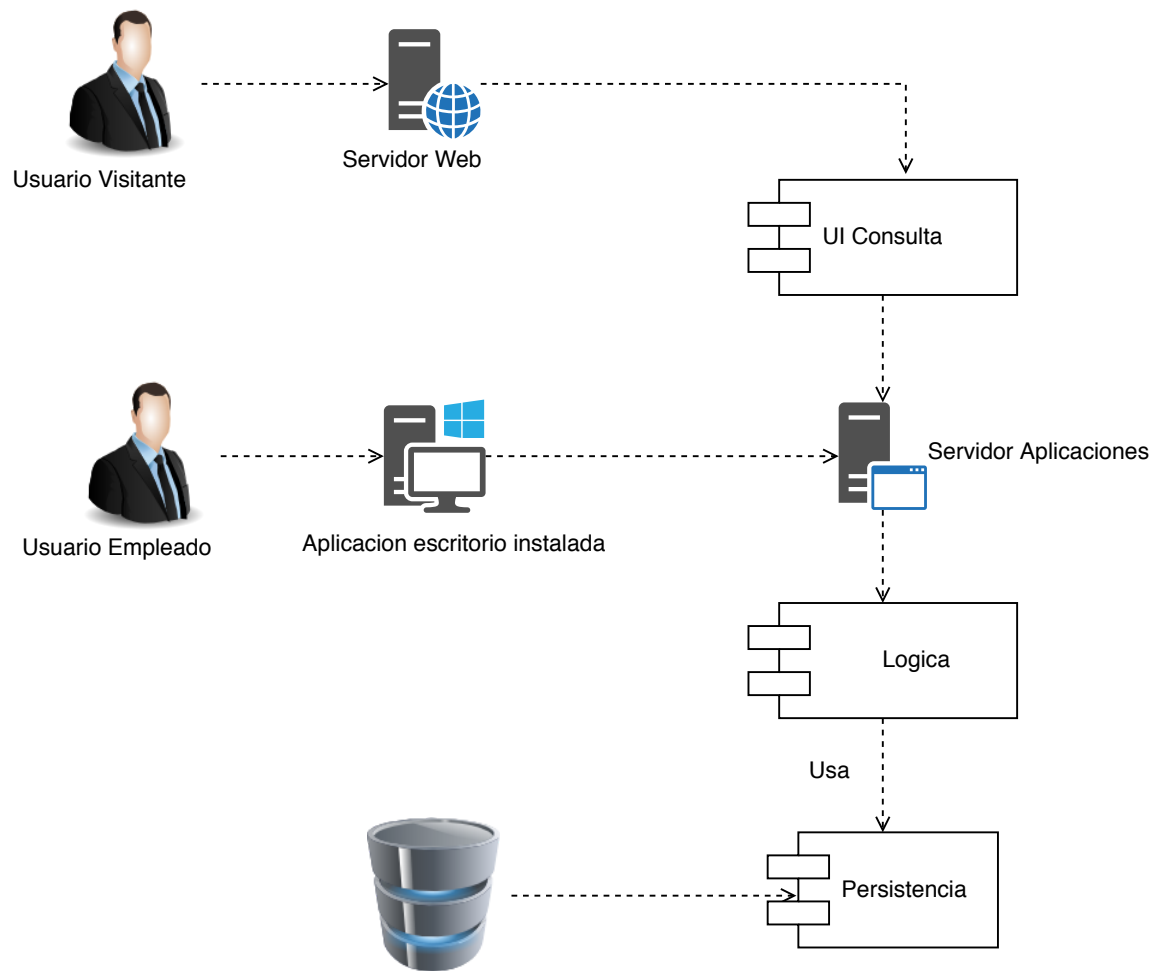 Servidor Web
Usuario Visitante
UI Consulta
Servidor Aplicaciones
Usuario Empleado
Aplicacion escritorio instalada
Logica
Usa
Persistencia